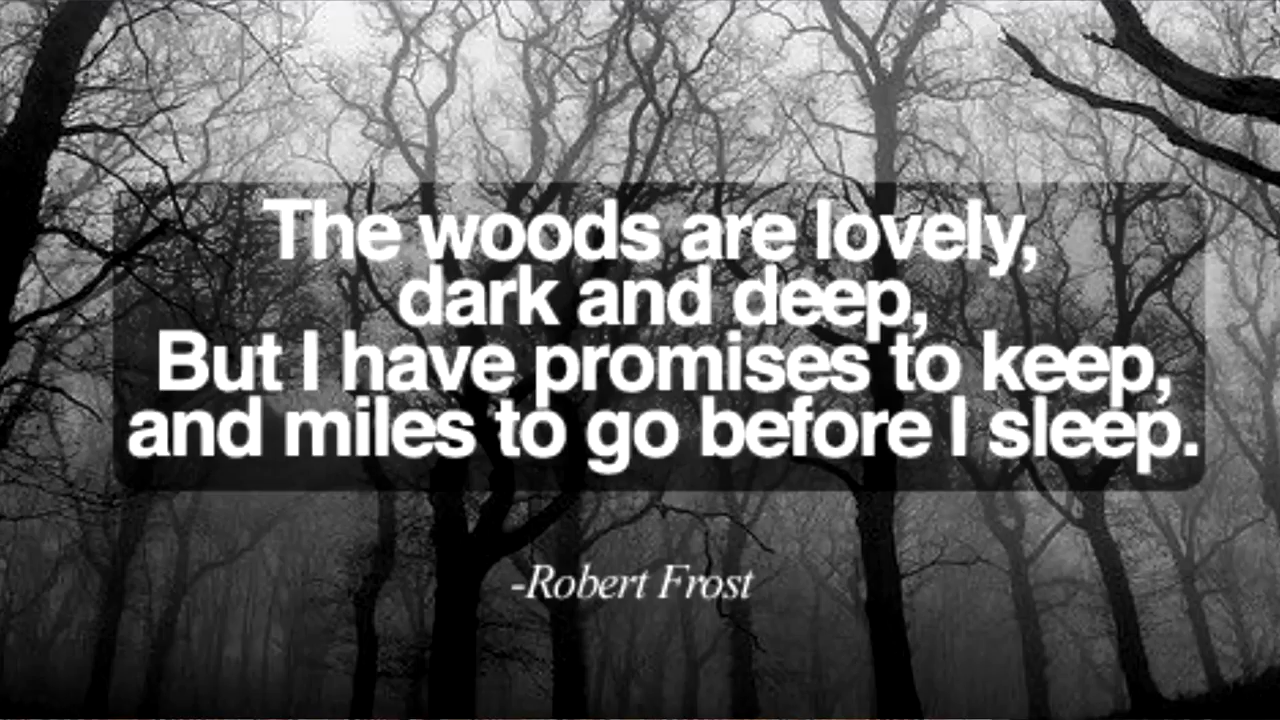 The woods are lovely,
dark and deep,
But I have promises to keep,
and miles to go before I sleep.
-Robert Frost